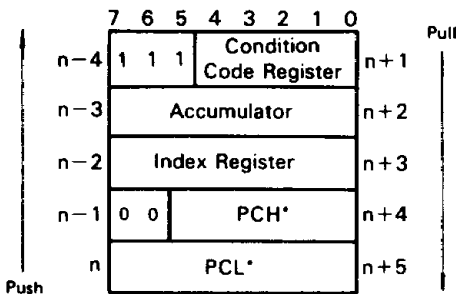 7 6 5 4 3 2 1 0
Pull
n−4 1 1 1 Condition Code Register n+1
n−3 Accumulator n+2
n−2 Index Register n+3
n−1 0 0 PCH* n+4
n PCL* n+5
Push